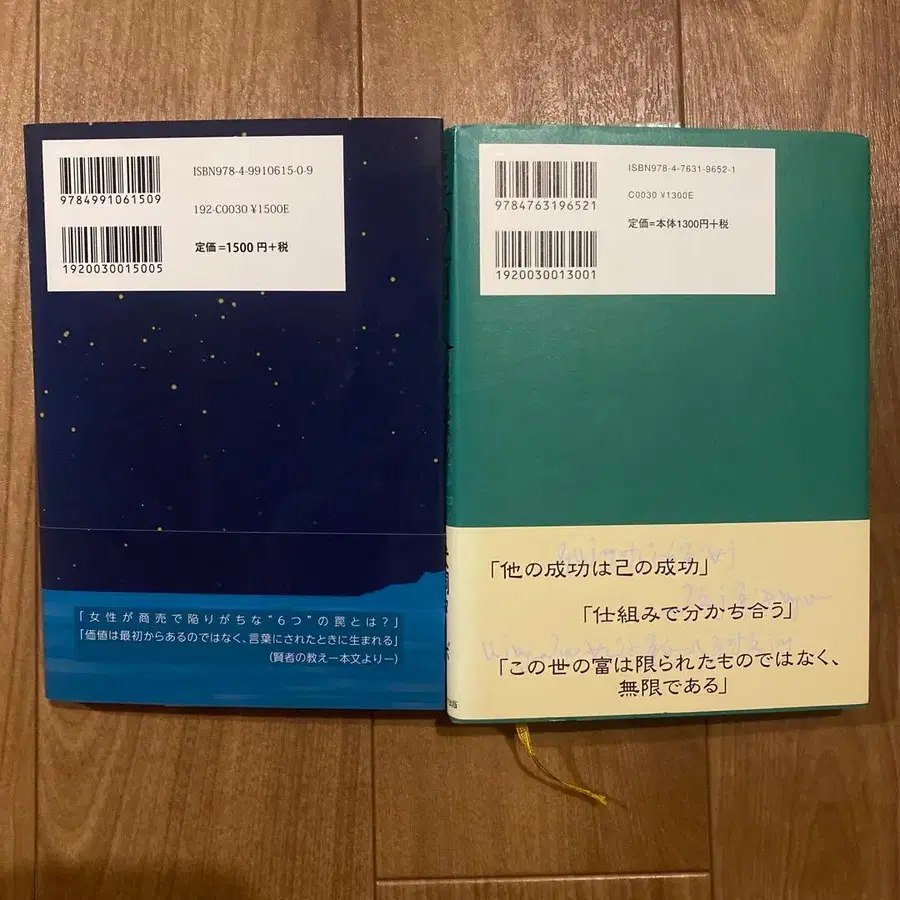 ISBN978-4-9910615-0-9
9784991061509
192-C0030 ¥1500E
定価 =1500 円+税
1920030015005
「女性が商売で陥りがちな“6つ”の罠とは?」
「価値は最初からあるのではなく、言葉にされたときに生まれる」
(賢者の教え―本文より―)
ISBN978-4-7631-9652-1
C0030 ¥1300E
9784763196521
定価=本体1300円+税
1920030013001
「他の成功は己の成功」
「仕組みで分かち合う」
「この世の富は限られたものではなく、
無限である」